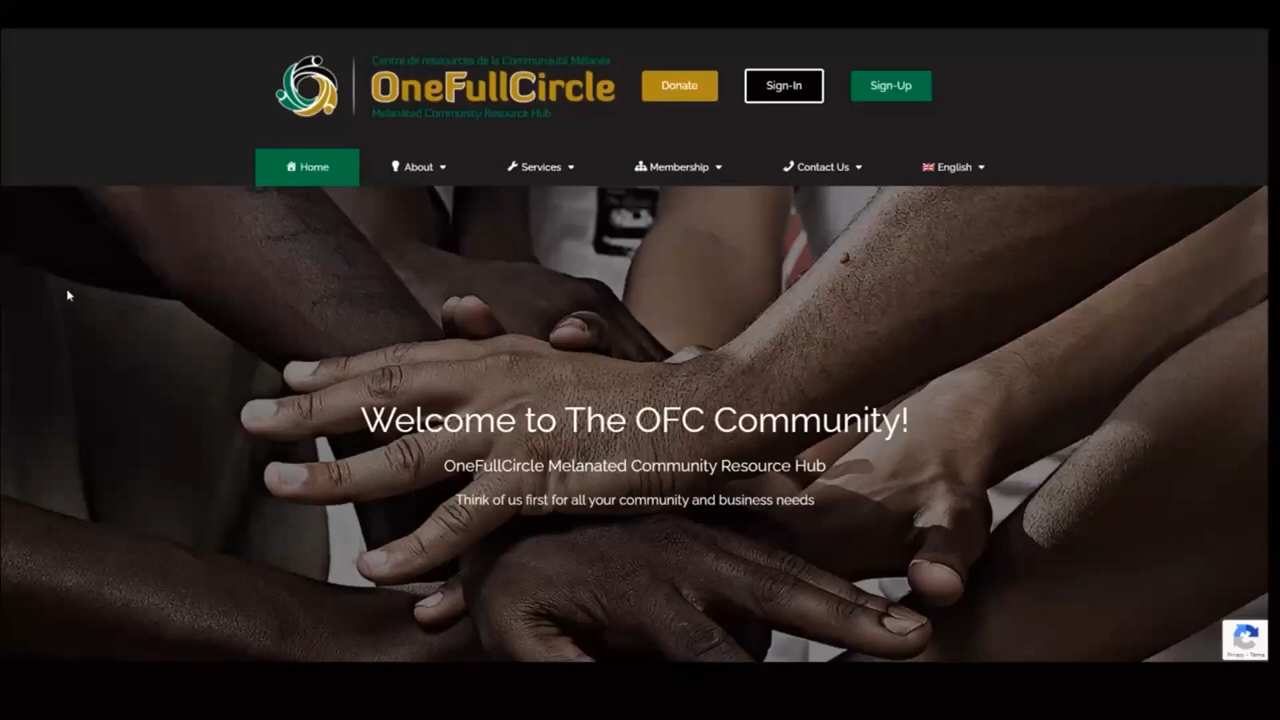 Centre de ressources de la Communauté Mélanée
OneFullCircle
Melanated Community Resource Hub
Donate
Sign-In
Sign-Up
Home
About
Services
Membership
Contact Us
English
Welcome to The OFC Community!
OneFullCircle Melanated Community Resource Hub
Think of us first for all your community and business needs
Privacy - Terms